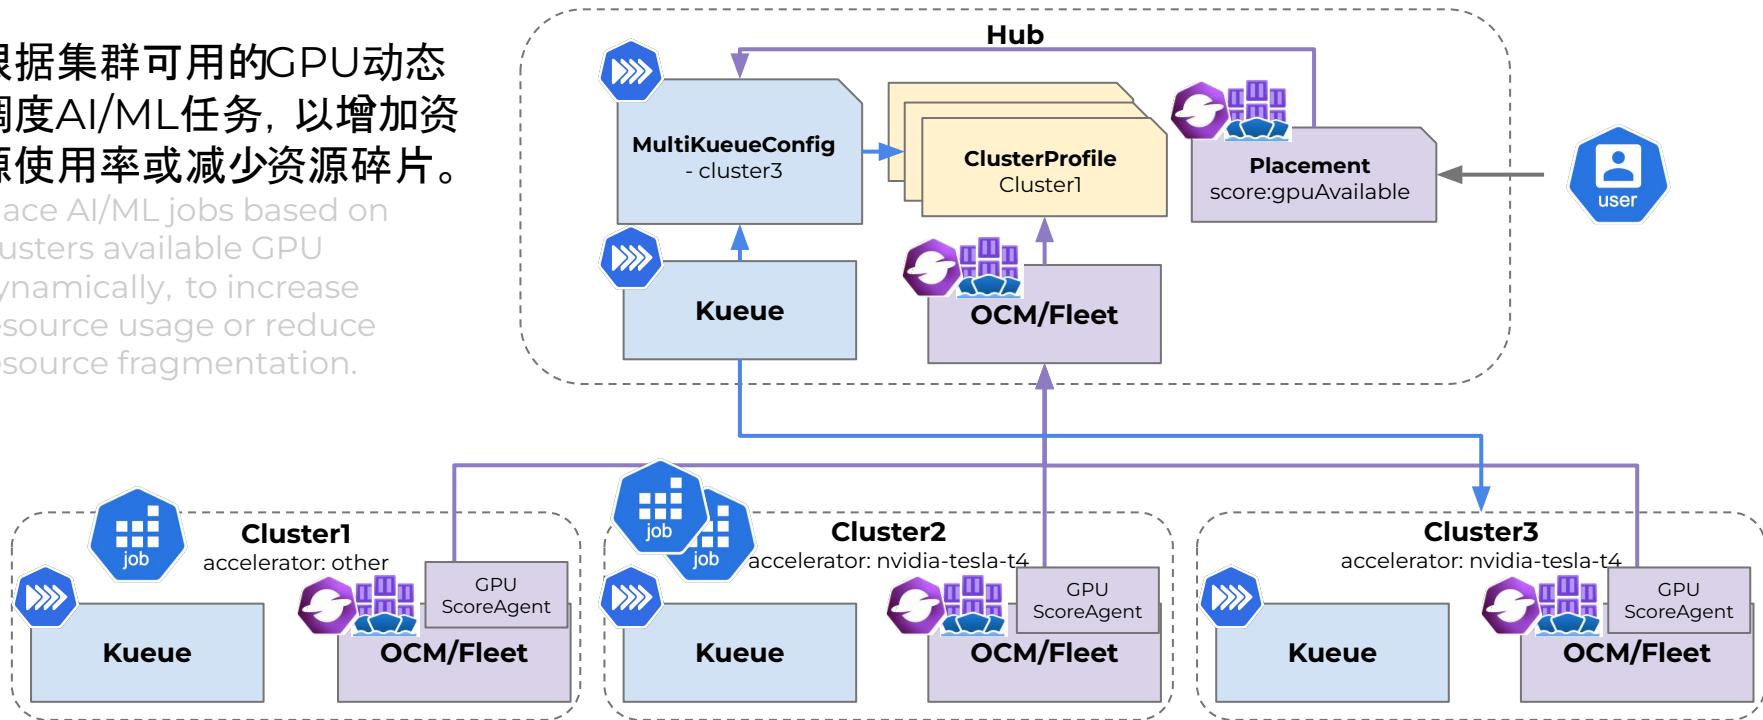 根据集群可用的GPU动态
调度AI/ML任务, 以增加资
源使用率或减少资源碎片。
lace AI/ML jobs based on
lusters available GPU
ynamically, to increase
esource usage or reduce
esource fragmentation.
Hub
MultiKueueConfig
- cluster3
ClusterProfile
Cluster1
Placement
score:gpuAvailable
user
Kueue
OCM/Fleet
job
Cluster1
accelerator: other
GPU
ScoreAgent
Kueue
OCM/Fleet
job
job
Cluster2
accelerator: nvidia-tesla-t4
GPU
ScoreAgent
Kueue
OCM/Fleet
Cluster3
accelerator: nvidia-tesla-t4
GPU
ScoreAgent
Kueue
OCM/Fleet